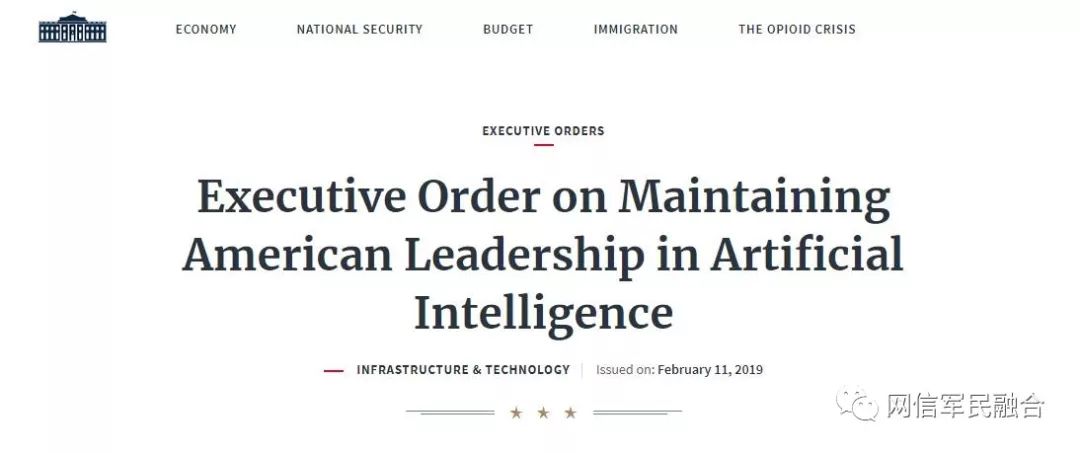 ECONOMY NATIONAL SECURITY BUDGET IMMIGRATION THE OPIOID CRISIS
EXECUTIVE ORDERS
Executive Order on Maintaining
American Leadership in Artificial
Intelligence
INFRASTRUCTURE & TECHNOLOGY Issued on: February 11, 2019
网信军民融合